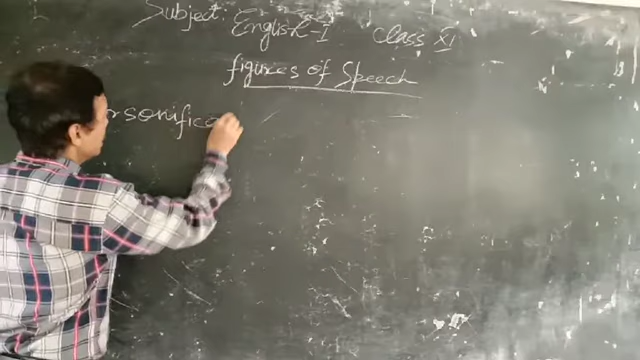 Subject: English-I Class XI
figures of Speech
rsonifica